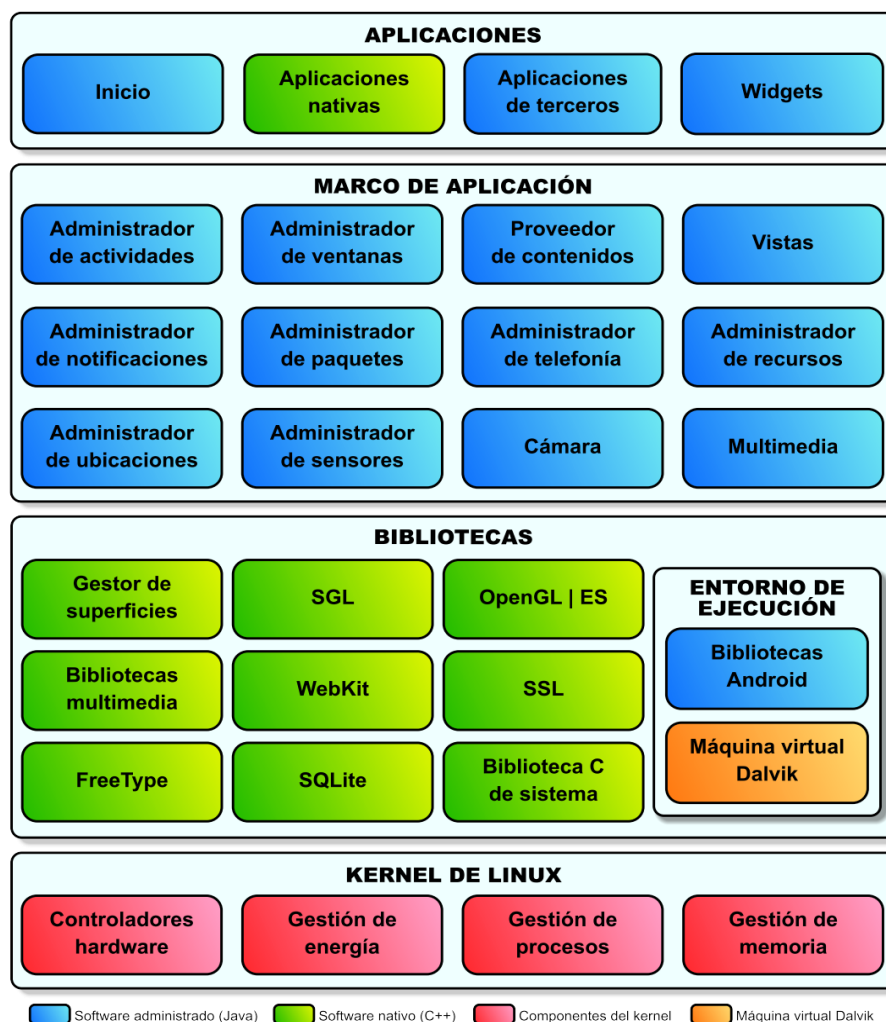 APLICACIONES
Inicio
Aplicaciones
nativas
Aplicaciones
de terceros
Widgets
MARCO DE APLICACIÓN
Administrador
de actividades
Administrador
de ventanas
Proveedor
de contenidos
Vistas
Administrador
de notificaciones
Administrador
de paquetes
Administrador
de telefonía
Administrador
de recursos
Administrador
de ubicaciones
Administrador
de sensores
Cámara
Multimedia
BIBLIOTECAS
Gestor de
superficies
SGL
OpenGL | ES
Bibliotecas
multimedia
WebKit
SSL
FreeType
SQLite
Biblioteca C
de sistema
ENTORNO DE
EJECUCIÓN
Bibliotecas
Android
Máquina virtual
Dalvik
KERNEL DE LINUX
Controladores
hardware
Gestión de
energía
Gestión de
procesos
Gestión de
memoria
Software administrado (Java)
Software nativo (C++)
Componentes del kernel
Máquina virtual Dalvik